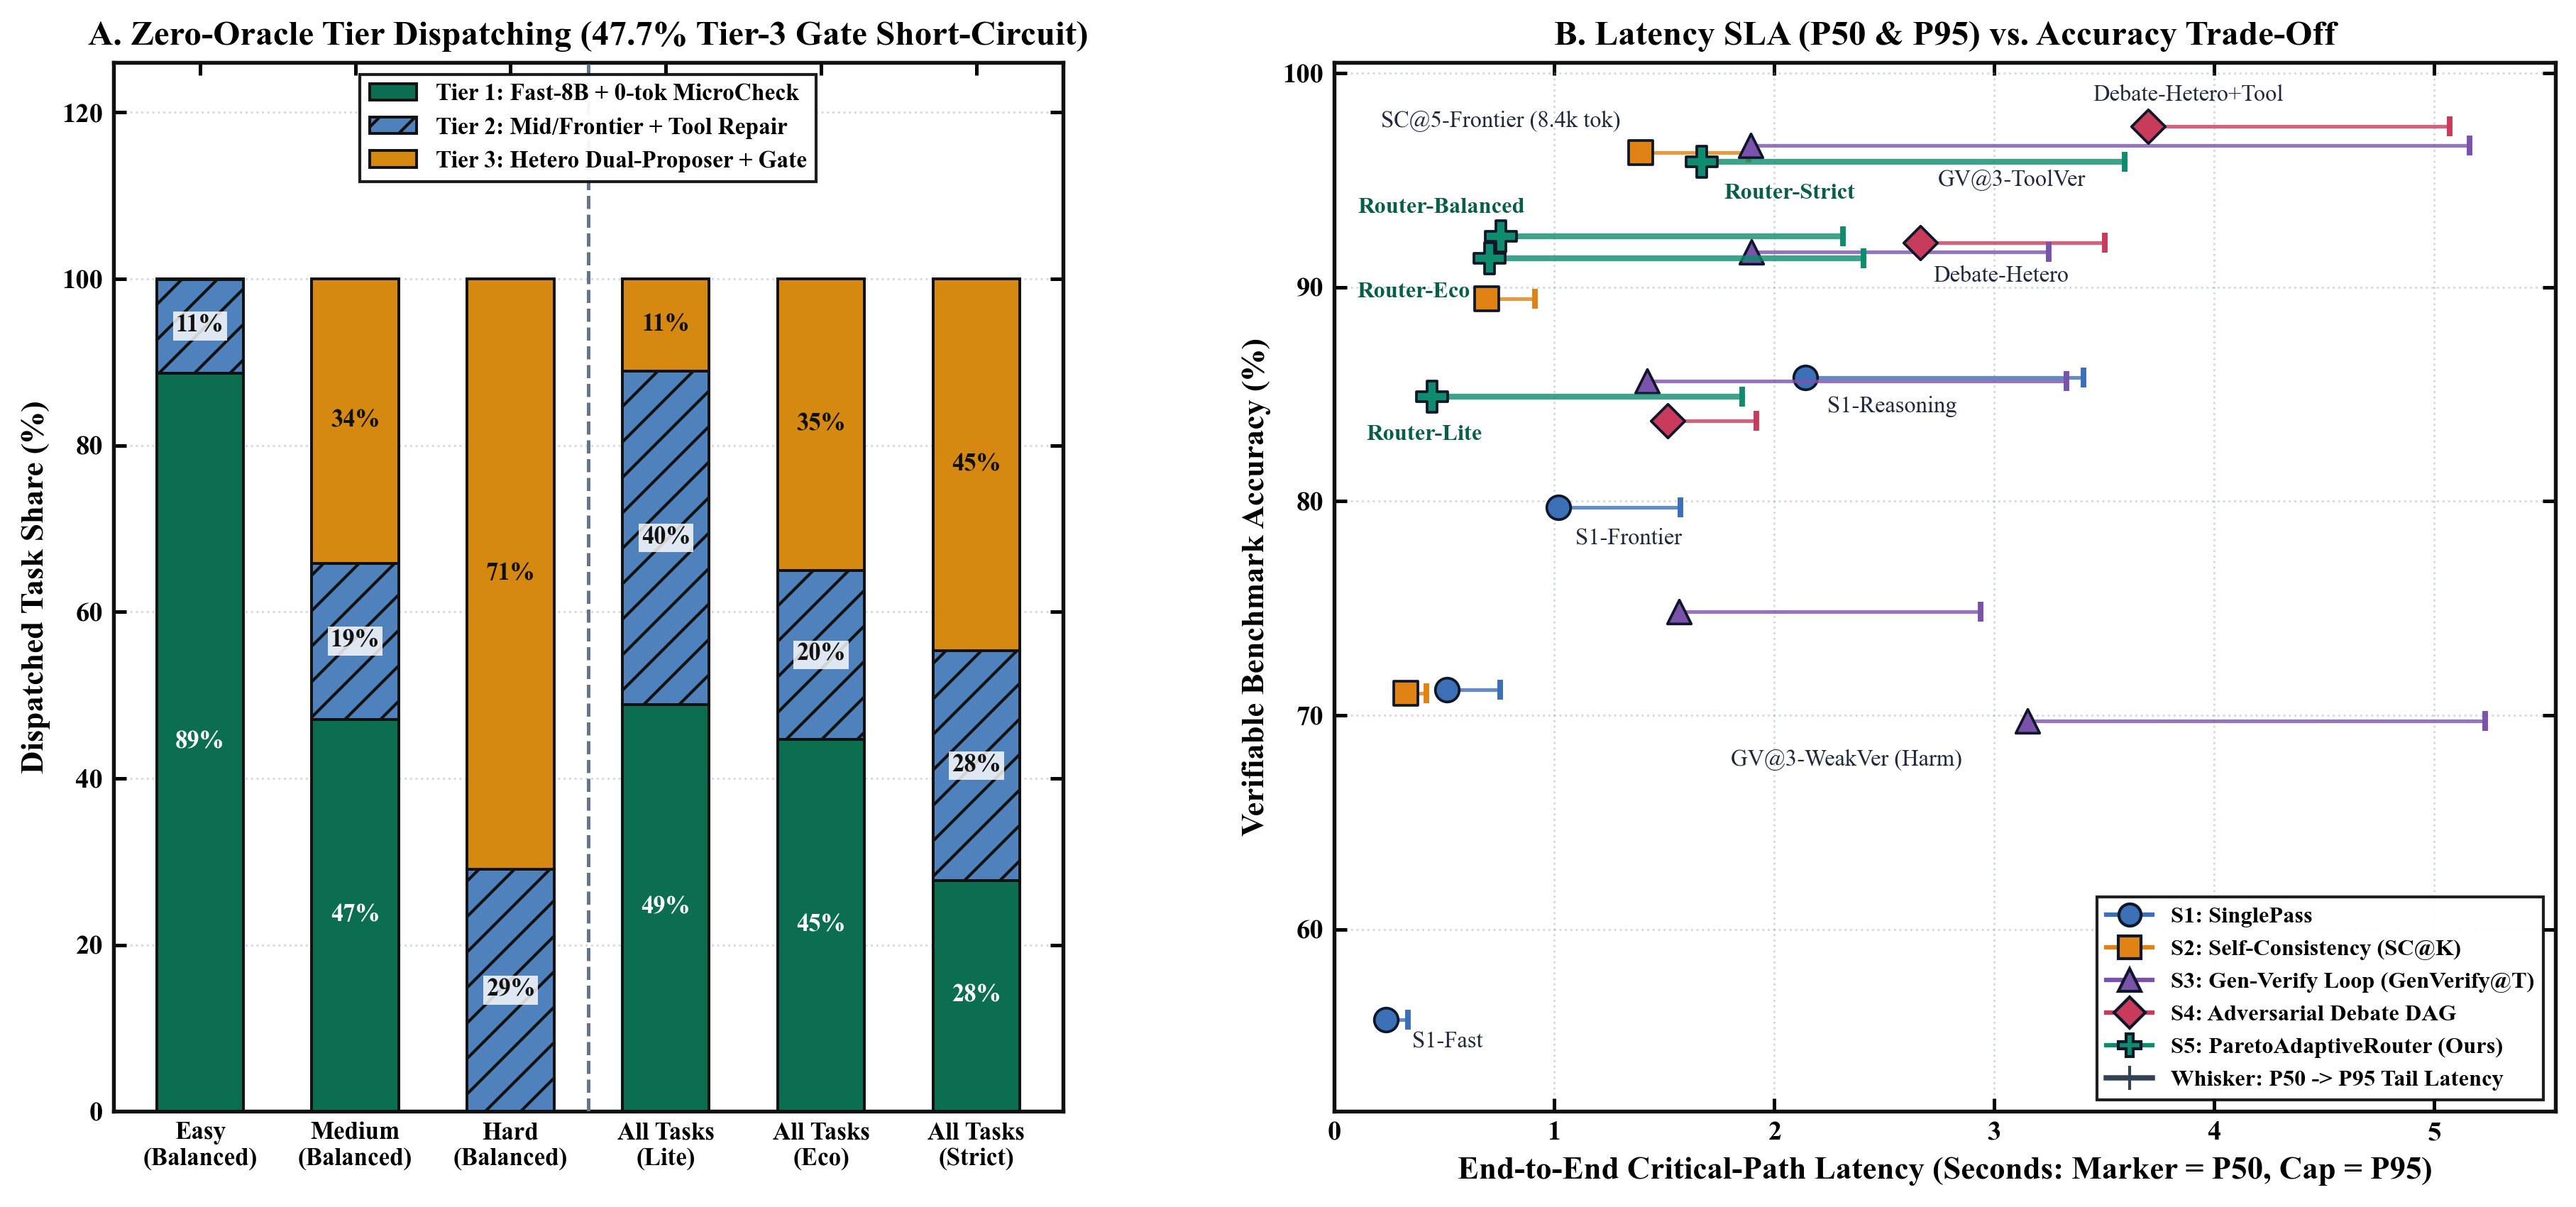 A. Zero-Oracle Tier Dispatching (47.7% Tier-3 Gate Short-Circuit)
Dispatched Task Share (%)
120
100
80
60
40
20
0
Tier 1: Fast-8B + 0-tok MicroCheck
Tier 2: Mid/Frontier + Tool Repair
Tier 3: Hetero Dual-Proposer + Gate
11%
89%
34%
19%
47%
71%
29%
11%
40%
49%
35%
20%
45%
45%
28%
28%
Easy
(Balanced)
Medium
(Balanced)
Hard
(Balanced)
All Tasks
(Lite)
All Tasks
(Eco)
All Tasks
(Strict)
B. Latency SLA (P50 & P95) vs. Accuracy Trade-Off
Verifiable Benchmark Accuracy (%)
100
90
80
70
60
Debate-Hetero+Tool
SC@5-Frontier (8.4k tok)
GV@3-ToolVer
Router-Strict
Router-Balanced
Debate-Hetero
Router-Eco
S1-Reasoning
Router-Lite
S1-Frontier
GV@3-WeakVer (Harm)
S1-Fast
S1: SinglePass
S2: Self-Consistency (SC@K)
S3: Gen-Verify Loop (GenVerify@T)
S4: Adversarial Debate DAG
S5: ParetoAdaptiveRouter (Ours)
Whisker: P50 -> P95 Tail Latency
0
1
2
3
4
5
End-to-End Critical-Path Latency (Seconds: Marker = P50, Cap = P95)